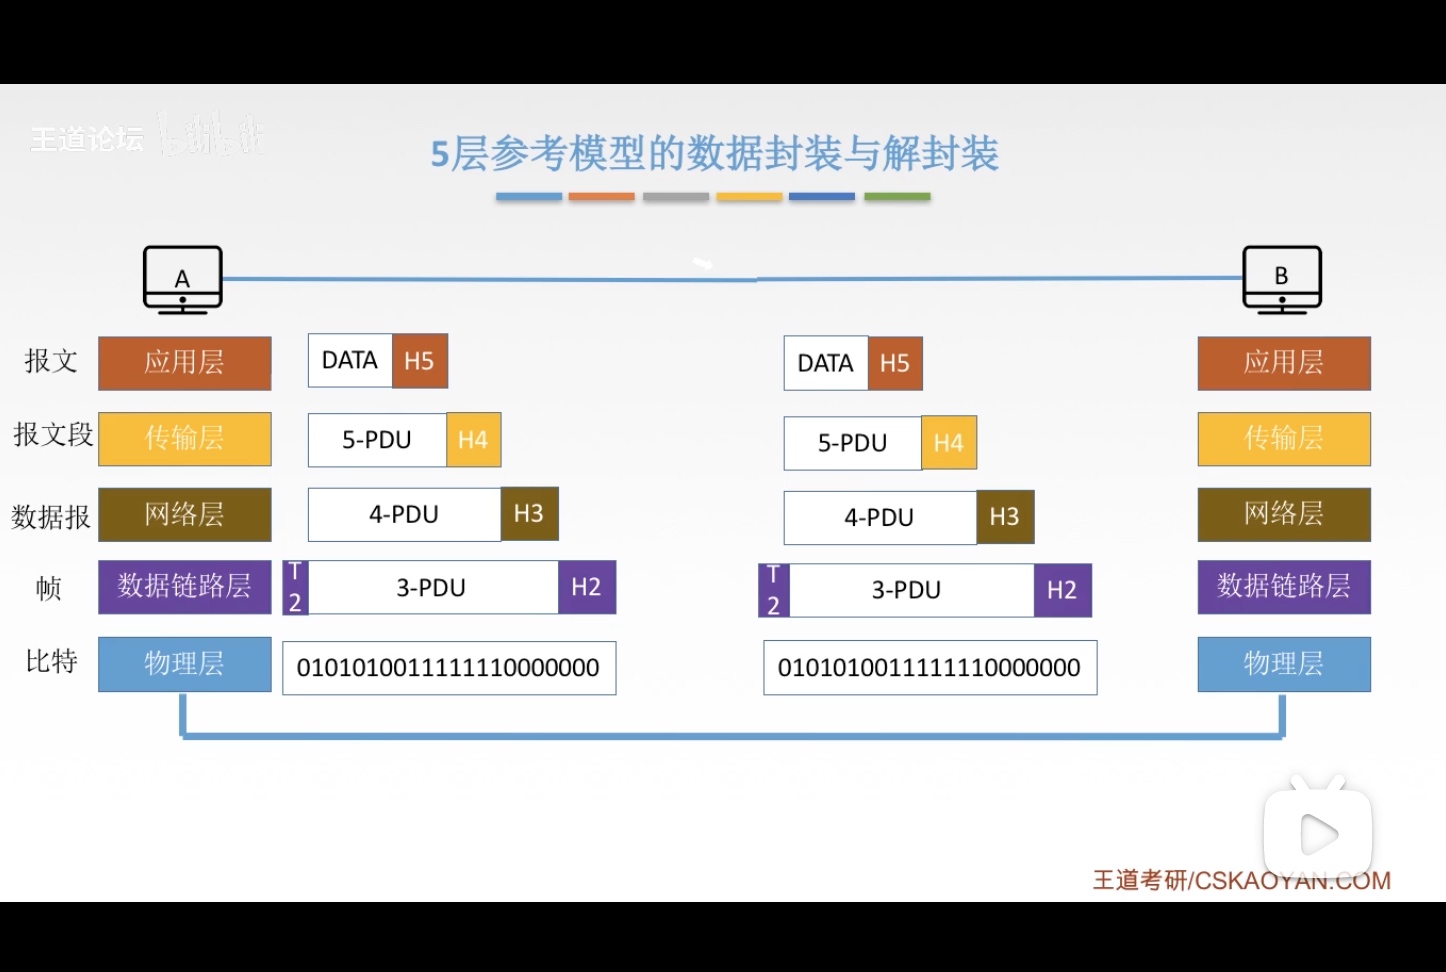 王道论坛
5层参考模型的数据封装与解封装
A
B
报文 应用层 DATA H5 DATA H5 应用层
报文段 传输层 5-PDU H4 5-PDU H4 传输层
数据报 网络层 4-PDU H3 4-PDU H3 网络层
帧 数据链路层 T2 3-PDU H2 T2 3-PDU H2 数据链路层
比特 物理层 0101010011111110000000 0101010011111110000000 物理层
王道考研/CSKAOYAN.COM